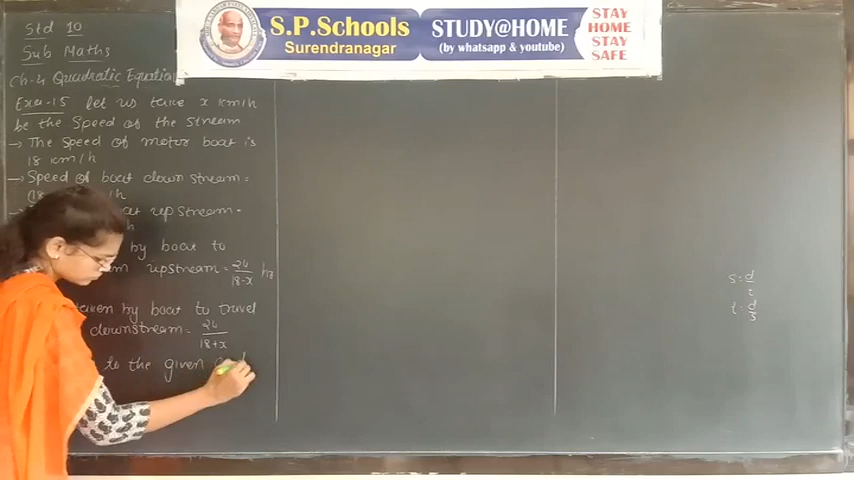 S.P.Schools
Surendranagar
STUDY@HOME
(by whatsapp & youtube)
STAY
HOME
STAY
SAFE
Std 10
Sub Maths
Ch-4 Quadratic Equation
Exa-15 let us take x km/h
be the Speed of the stream
→ The Speed of motor boat is
18 km/h
→ Speed of boat down stream =
(18
/h
boat upstream =
h
by boat to
upstream = 24/18-x hr
taken by boat to travel
downstream = 24/18+x
to the given
s = d/t
t = d/s